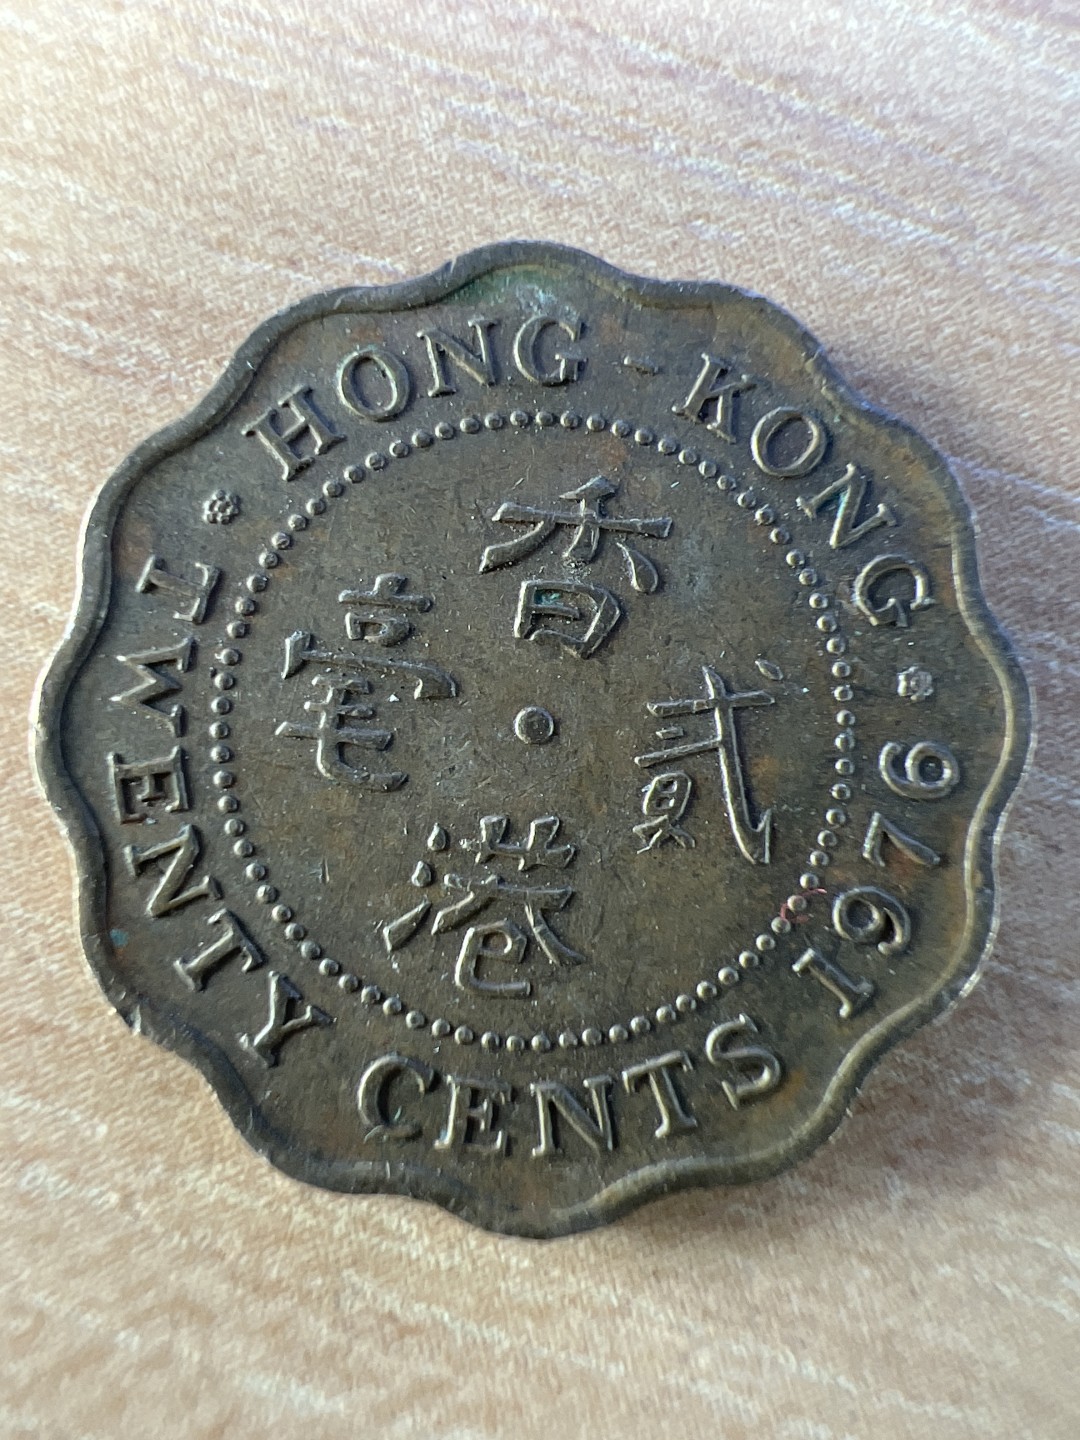 HONG - KONG
香
港
貳
毫
TWENTY CENTS 1976